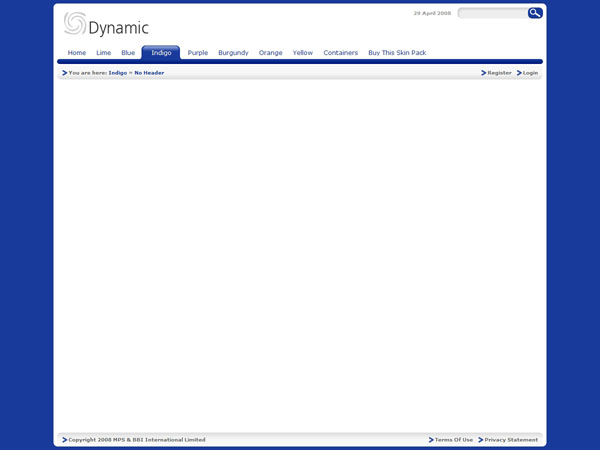 Dynamic
29 April 2008
Home Lime Blue Indigo Purple Burgundy Orange Yellow Containers Buy This Skin Pack
You are here: Indigo > No Header
Register Login
Copyright 2008 MPS & BBI International Limited
Terms Of Use Privacy Statement